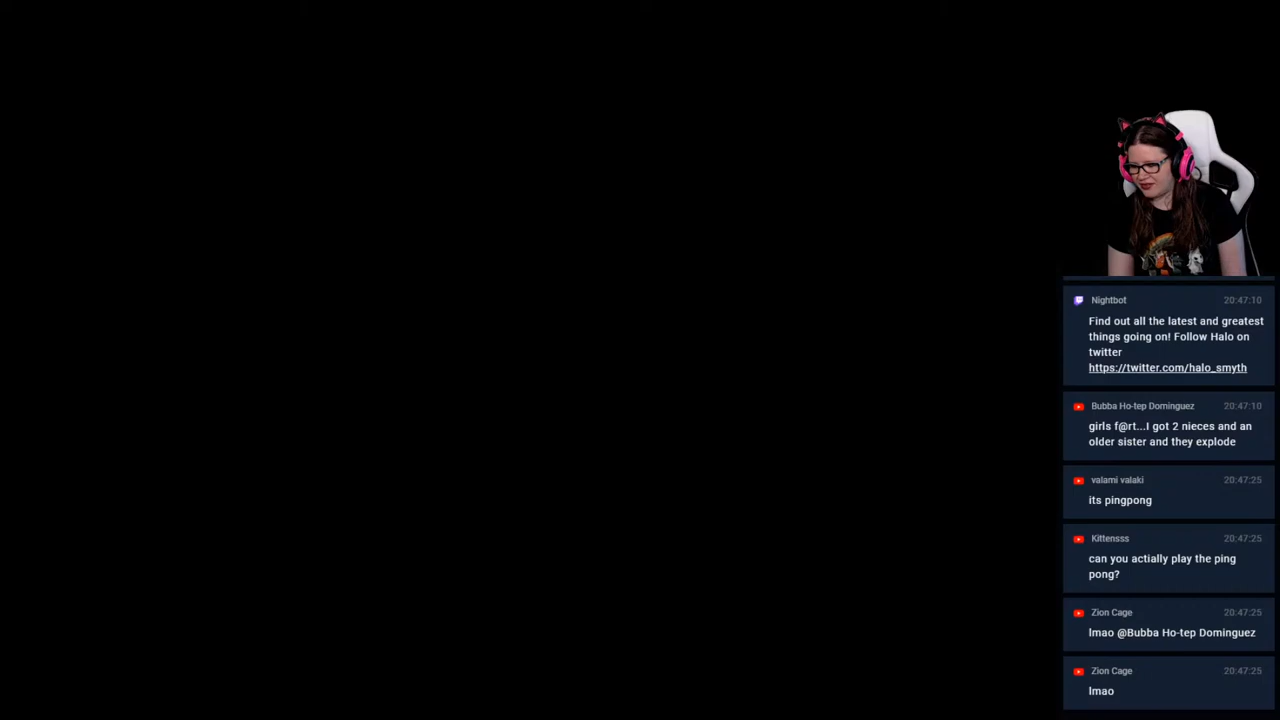 Nightbot 20:47:10
Find out all the latest and greatest
things going on! Follow Halo on
twitter
https://twitter.com/halo_smyth
Bubba Ho-tep Dominguez 20:47:10
girls f@rt...I got 2 nieces and an
older sister and they explode
valami valaki 20:47:25
its pingpong
Kittensss 20:47:25
can you actially play the ping
pong?
Zion Cage 20:47:25
lmao @Bubba Ho-tep Dominguez
Zion Cage 20:47:25
lmao